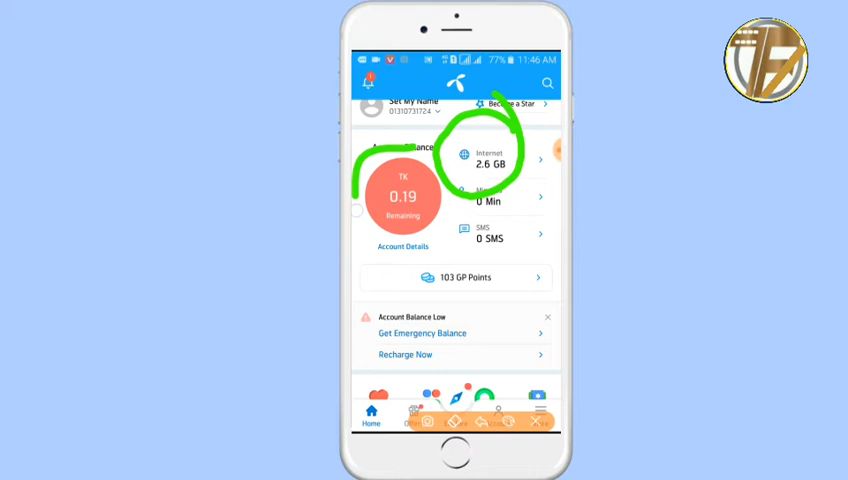 77% 11:46 AM
1
Set My Name
01310731724
Become a Star
Account Balance
TK
0.19
Remaining
Account Details
Internet
2.6 GB
0 Min
SMS
0 SMS
103 GP Points
Account Balance Low
Get Emergency Balance
Recharge Now
Home